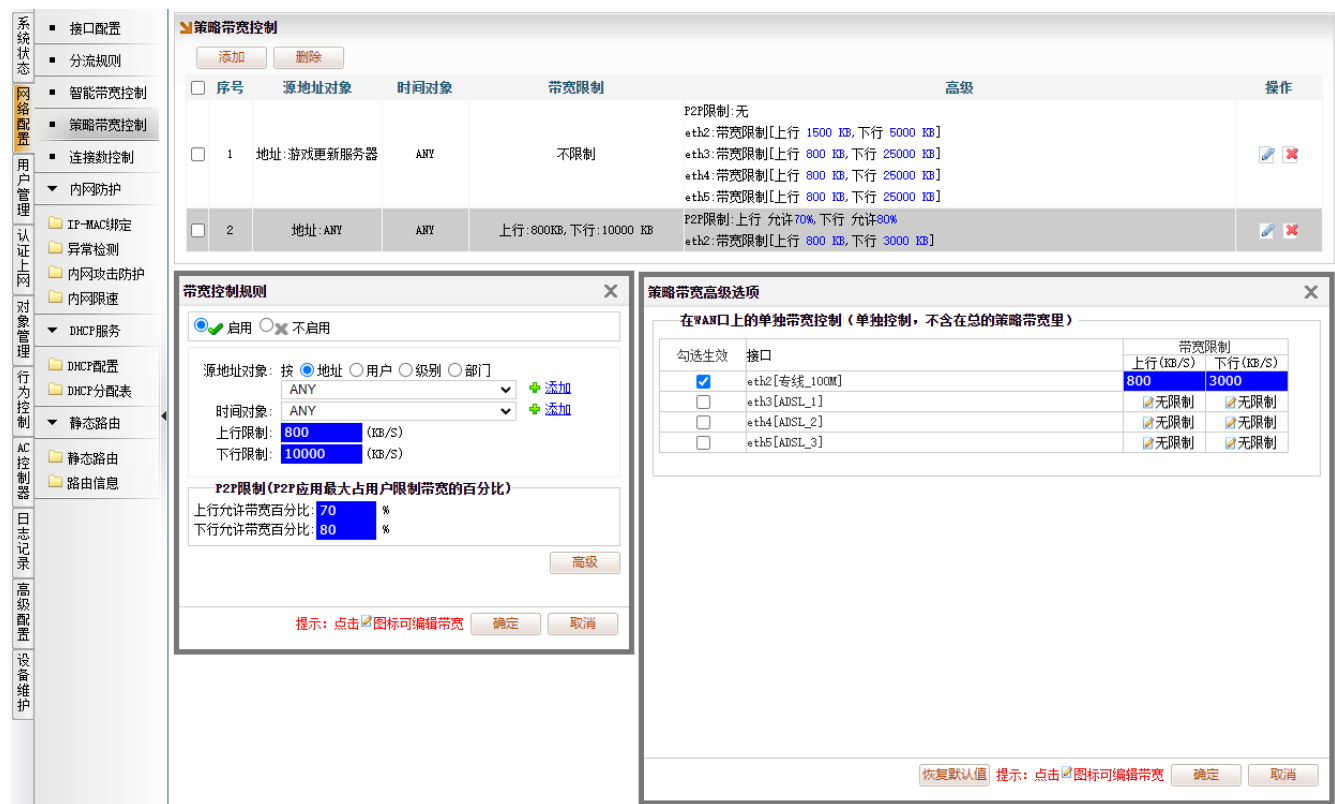 系统状态
网络配置
用户管理
认证上网
对象管理
行为控制
AC控制器
日志记录
高级配置
设备维护
接口配置
分流规则
智能带宽控制
策略带宽控制
连接数控制
内网防护
IP-MAC绑定
异常检测
内网攻击防护
内网限速
DHCP服务
DHCP配置
DHCP分配表
静态路由
静态路由
路由信息
策略带宽控制
添加 删除
序号 源地址对象 时间对象 带宽限制 高级 操作
P2P限制:无
eth2:带宽限制[上行 1500 KB,下行 5000 KB]
1 地址:游戏更新服务器 ANY 不限制 eth3:带宽限制[上行 800 KB,下行 25000 KB]
eth4:带宽限制[上行 800 KB,下行 25000 KB]
eth5:带宽限制[上行 800 KB,下行 25000 KB]
2 地址:ANY ANY 上行:800KB,下行:10000 KB P2P限制:上行 允许70%,下行 允许80%
eth2:带宽限制[上行 800 KB,下行 3000 KB]
带宽控制规则
启用 不启用
源地址对象: 按 地址 用户 级别 部门
ANY 添加
时间对象: ANY 添加
上行限制: 800 (KB/S)
下行限制: 10000 (KB/S)
P2P限制(P2P应用最大占用户限制带宽的百分比)
上行允许带宽百分比: 70 %
下行允许带宽百分比: 80 %
高级
提示: 点击图标可编辑带宽 确定 取消
策略带宽高级选项
在WAN口上的单独带宽控制(单独控制,不含在总的策略带宽里)
勾选生效 接口 带宽限制
上行(KB/S) 下行(KB/S)
eth2[专线_100M] 800 3000
eth3[ADSL_1] 无限制 无限制
eth4[ADSL_2] 无限制 无限制
eth5[ADSL_3] 无限制 无限制
恢复默认值 提示: 点击图标可编辑带宽 确定 取消